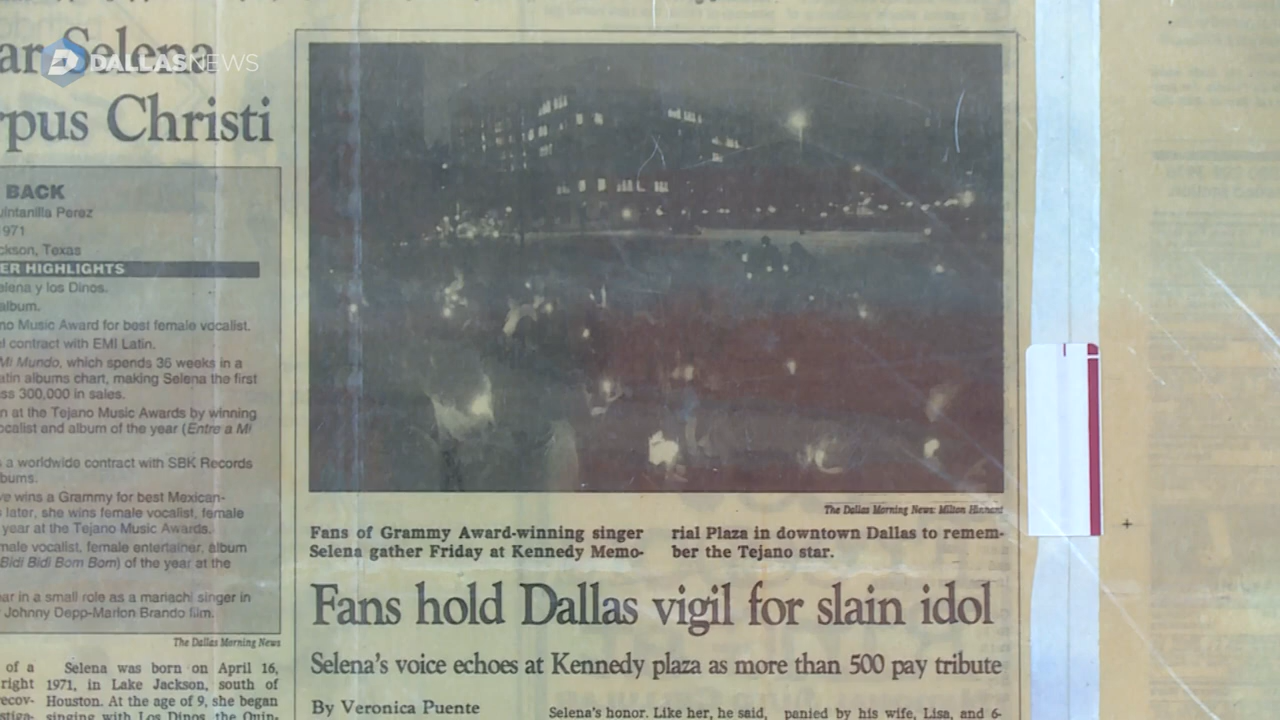 ar Selena
DALLASNEWS
rpus Christi
BACK
uintanilla Perez
1971
ckson, Texas
ER HIGHLIGHTS
elena y los Dinos.
album.
no Music Award for best female vocalist.
l contract with EMI Latin.
Mi Mundo, which spends 36 weeks in a
atin albums chart, making Selena the first
ss 300,000 in sales.
n at the Tejano Music Awards by winning
ocalist and album of the year (Entre a Mi
s a worldwide contract with SBK Records
bums.
ve wins a Grammy for best Mexican-
s later, she wins female vocalist, female
year at the Tejano Music Awards.
male vocalist, female entertainer, album
Bidi Bidi Bom Bom) of the year at the
ear in a small role as a mariachi singer in
Johnny Depp-Marlon Brando film.
The Dallas Morning News
of a
right
recov-
stiga-
Selena was born on April 16,
1971, in Lake Jackson, south of
Houston. At the age of 9, she began
singing with Los Dinos, the Quin-
The Dallas Morning News: Milton Hinnant
Fans of Grammy Award-winning singer
Selena gather Friday at Kennedy Memo-
rial Plaza in downtown Dallas to remem-
ber the Tejano star.
Fans hold Dallas vigil for slain idol
Selena's voice echoes at Kennedy plaza as more than 500 pay tribute
By Veronica Puente
Selena's honor. Like her, he said,
panied by his wife, Lisa, and 6-